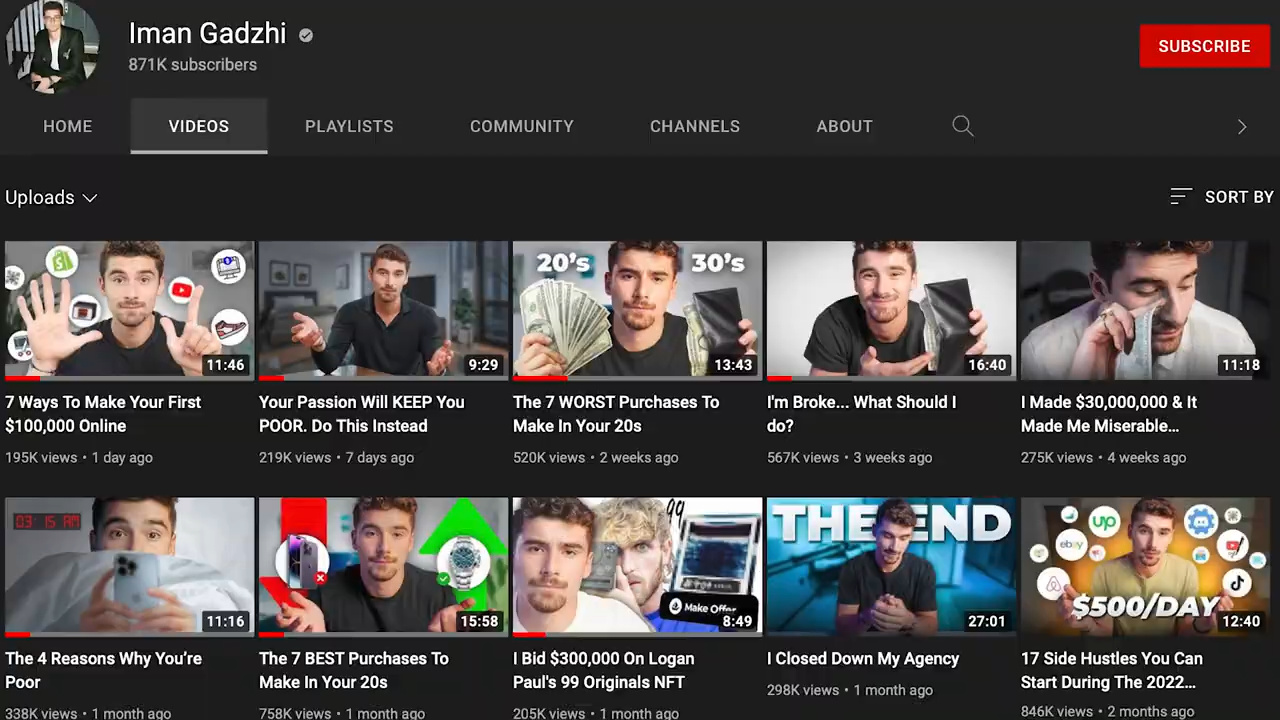 Iman Gadzhi
871K subscribers
SUBSCRIBE
HOME
VIDEOS
PLAYLISTS
COMMUNITY
CHANNELS
ABOUT
Uploads
SORT BY
11:46
9:29
20's
30's
13:43
16:40
11:18
7 Ways To Make Your First
$100,000 Online
195K views • 1 day ago
Your Passion Will KEEP You
POOR. Do This Instead
219K views • 7 days ago
The 7 WORST Purchases To
Make In Your 20s
520K views • 2 weeks ago
I'm Broke... What Should I
do?
567K views • 3 weeks ago
I Made $30,000,000 & It
Made Me Miserable...
275K views • 4 weeks ago
03: 15 AM
11:16
15:58
99
Make Offer
8:49
THE END
27:01
up
ebay
$500/DAY
12:40
The 4 Reasons Why You're
Poor
338K views • 1 month ago
The 7 BEST Purchases To
Make In Your 20s
758K views • 1 month ago
I Bid $300,000 On Logan
Paul's 99 Originals NFT
205K views • 1 month ago
I Closed Down My Agency
298K views • 1 month ago
17 Side Hustles You Can
Start During The 2022...
846K views • 2 months ago